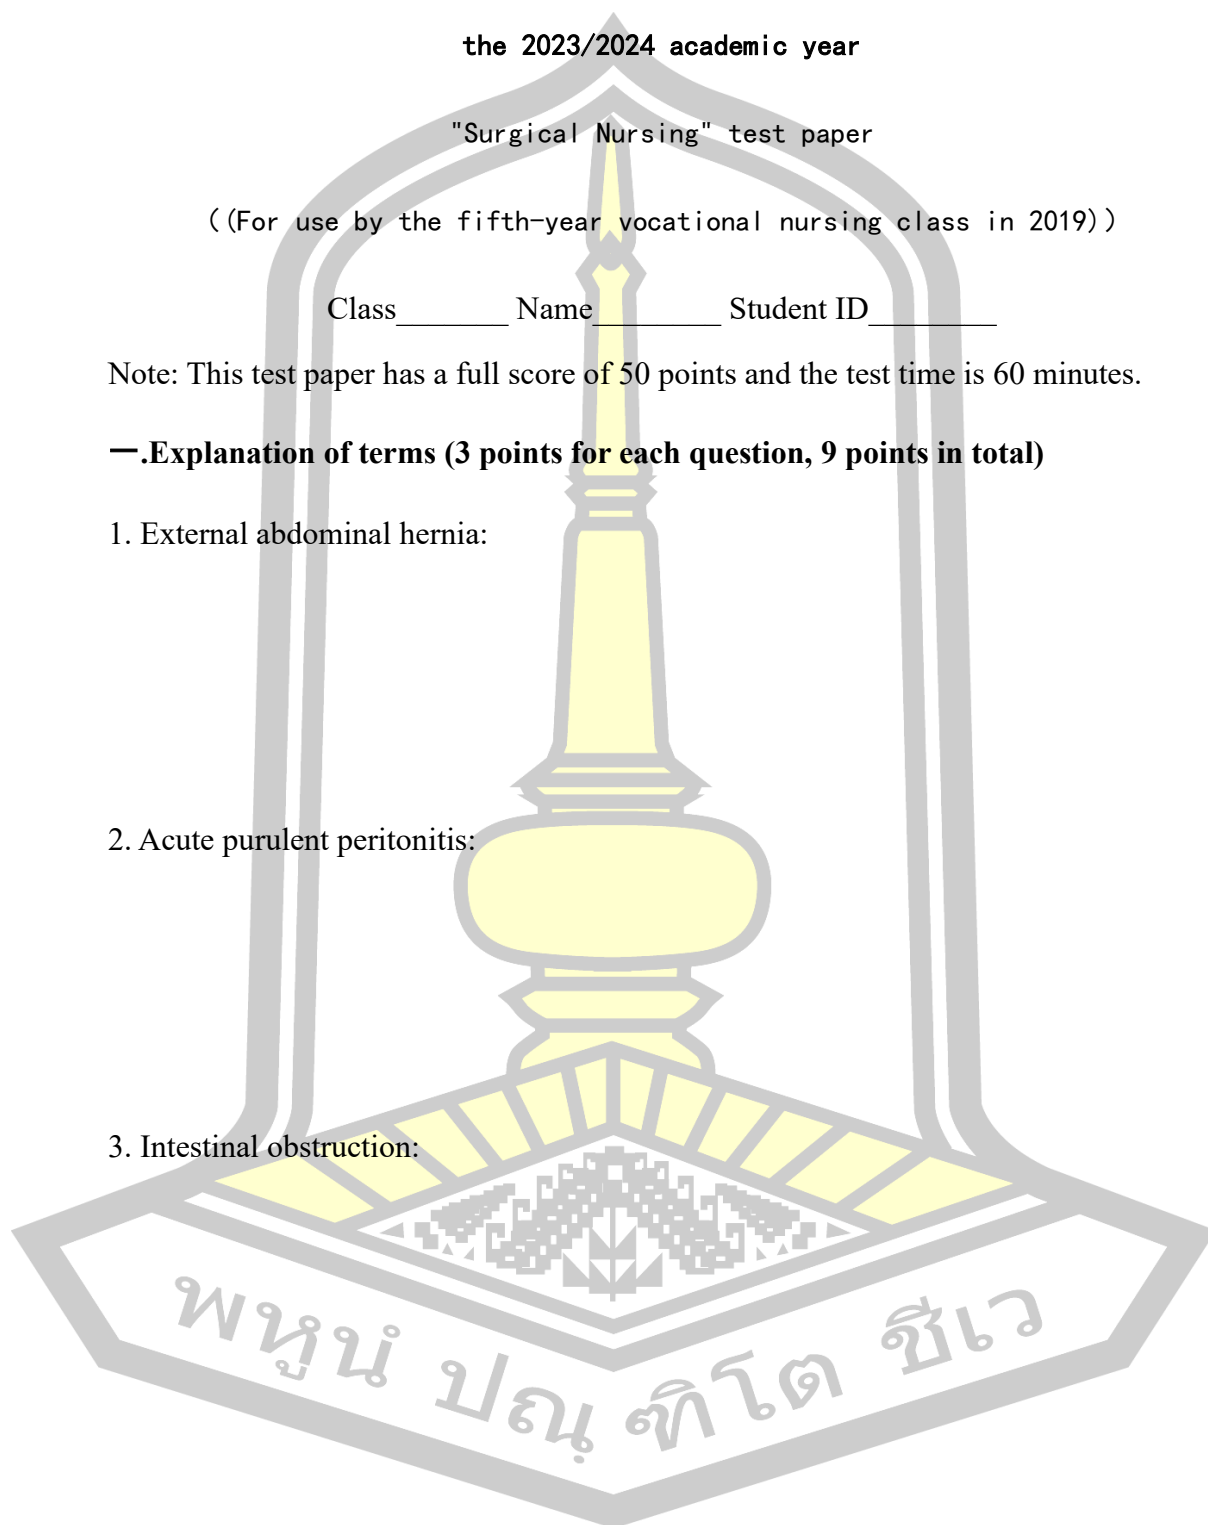 the 2023/2024 academic year
"Surgical Nursing" test paper
((For use by the fifth-year vocational nursing class in 2019))
Class_______ Name________ Student ID________
Note: This test paper has a full score of 50 points and the test time is 60 minutes.
一.Explanation of terms (3 points for each question, 9 points in total)
1. External abdominal hernia:
2. Acute purulent peritonitis:
3. Intestinal obstruction:
พหูนํ ปณฺฑิโต ชีเว